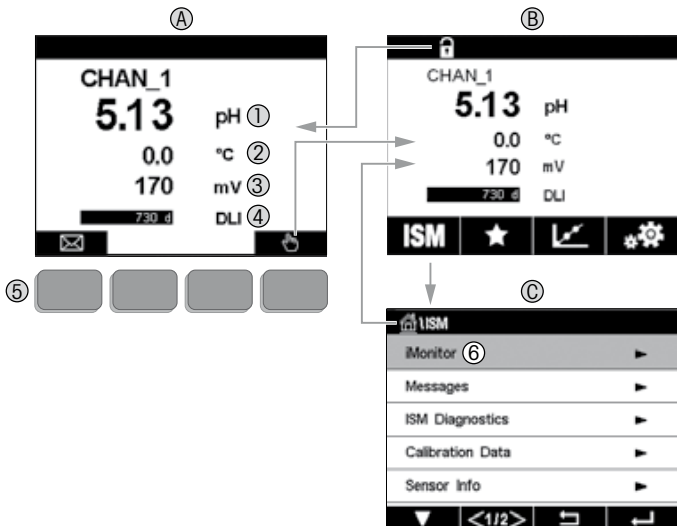 Ⓐ
CHAN_1
5.13 pH ①
0.0 °C ②
170 mV ③
730 d DLI ④
⑤
Ⓑ
CHAN_1
5.13 pH
0.0 °C
170 mV
730 d DLI
ISM
Ⓒ
\ISM
iMonitor ⑥
Messages
ISM Diagnostics
Calibration Data
Sensor Info
<1/2>